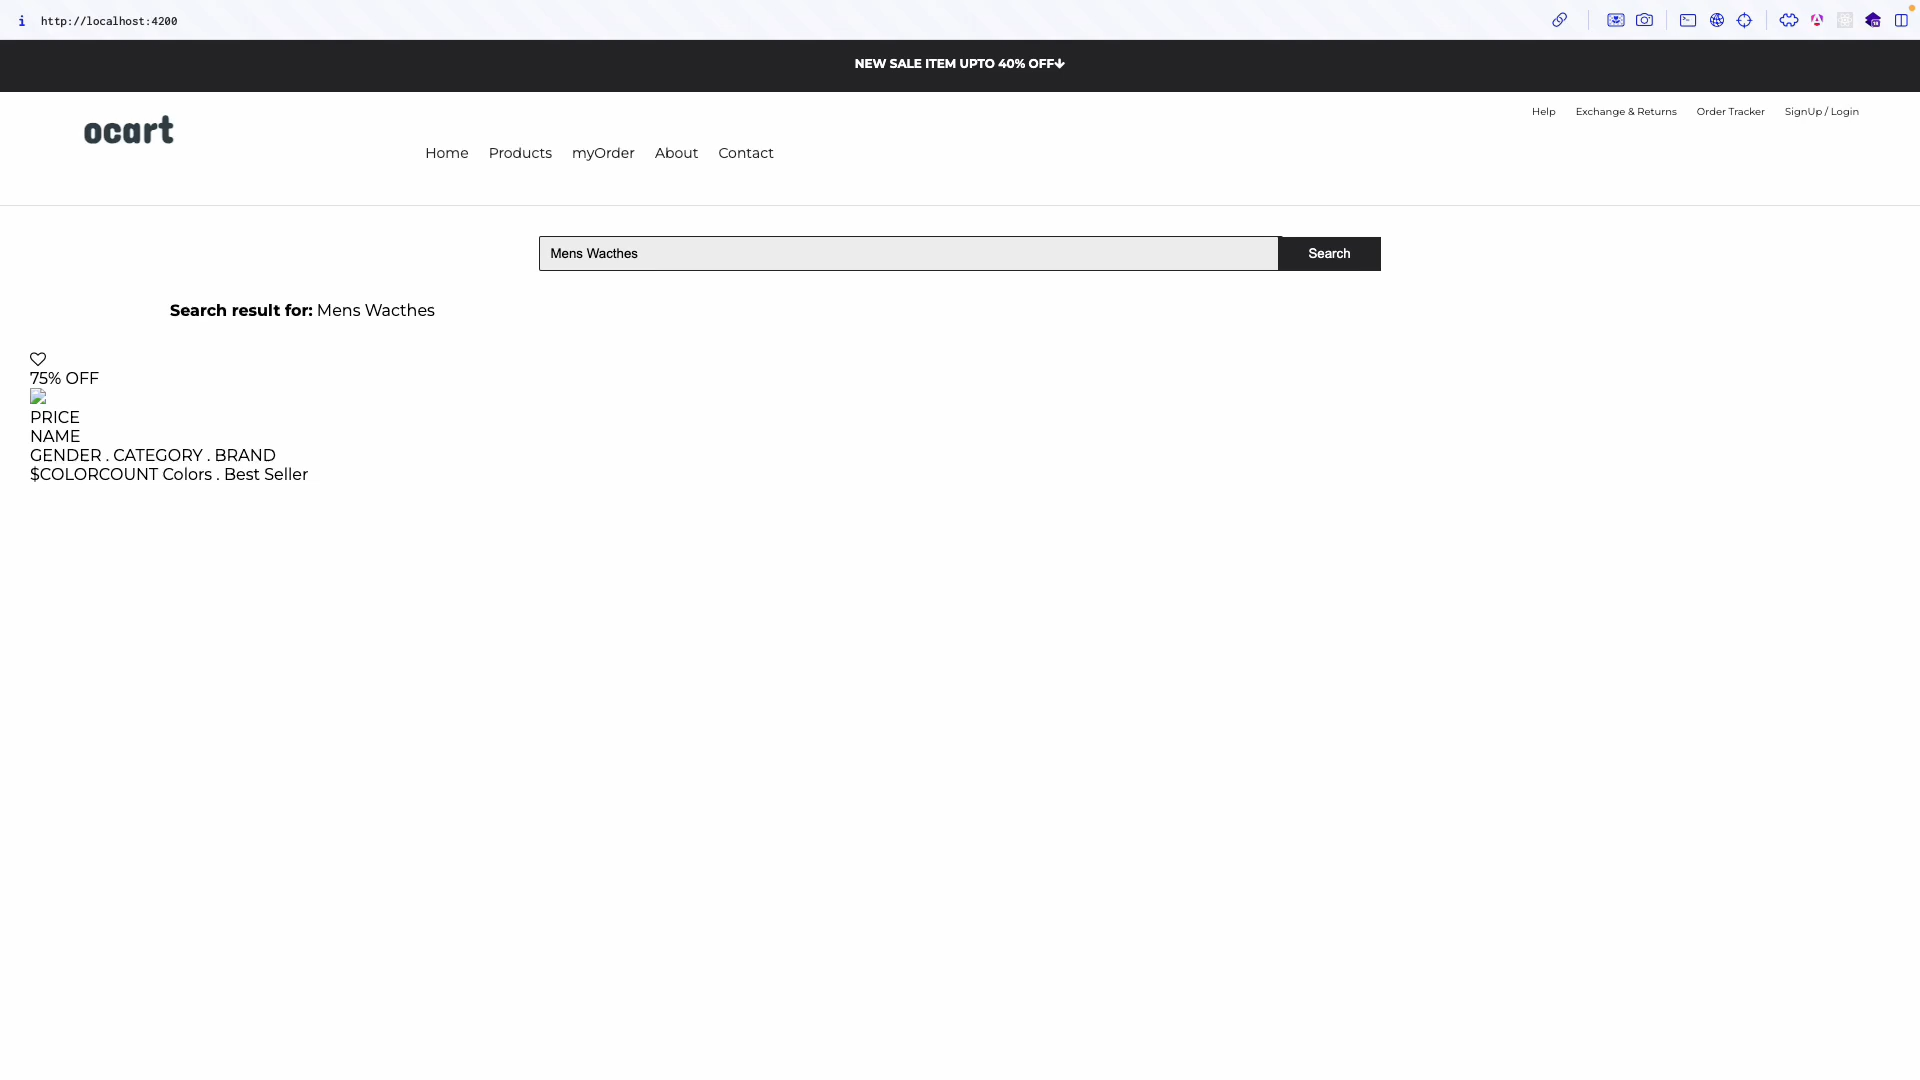 i http://localhost:4200
NEW SALE ITEM UPTO 40% OFF↓
Help Exchange & Returns Order Tracker SignUp / Login
ocart
Home Products myOrder About Contact
Mens Wacthes Search
Search result for: Mens Wacthes
75% OFF
PRICE
NAME
GENDER . CATEGORY . BRAND
$COLORCOUNT Colors . Best Seller